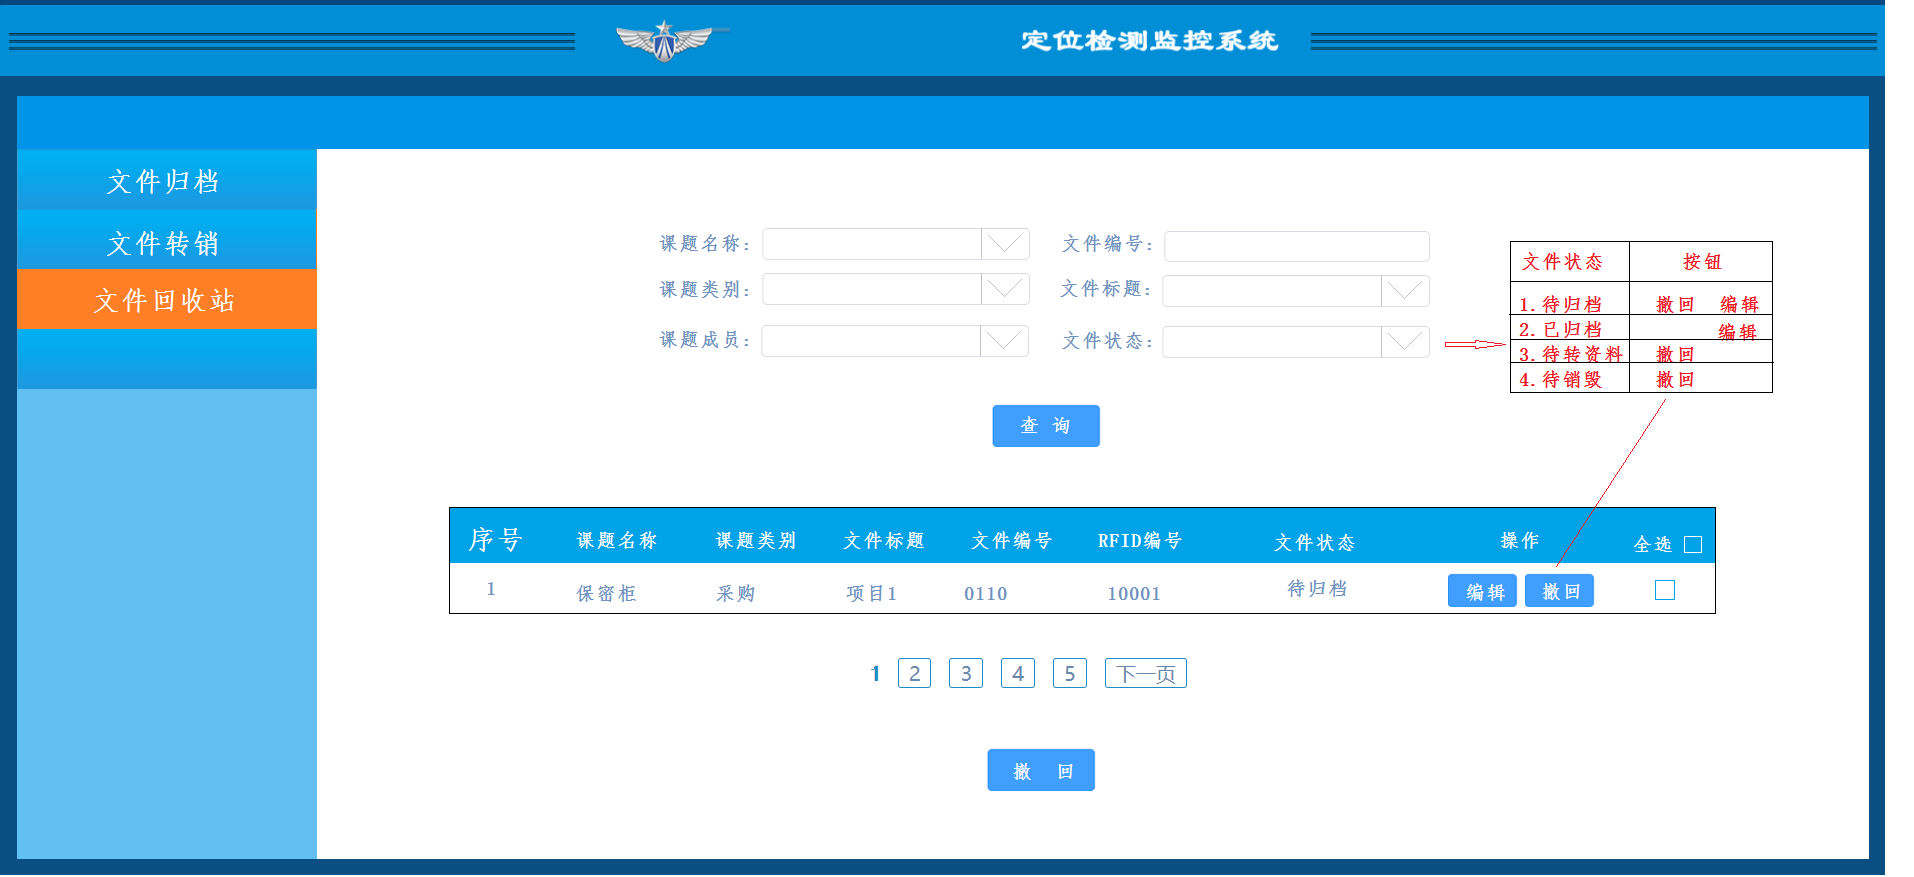 定位检测监控系统
文件归档
文件转销
文件回收站
课题名称：
文件编号：
课题类别：
文件标题：
课题成员：
文件状态：
文件状态 按钮
1.待归档 撤回 编辑
2.已归档 编辑
3.待转资料 撤回
4.待销毁 撤回
查 询
序号 课题名称 课题类别 文件标题 文件编号 RFID编号 文件状态 操作 全选
1 保密柜 采购 项目1 0110 10001 待归档 编辑 撤回
1 2 3 4 5 下一页
撤 回